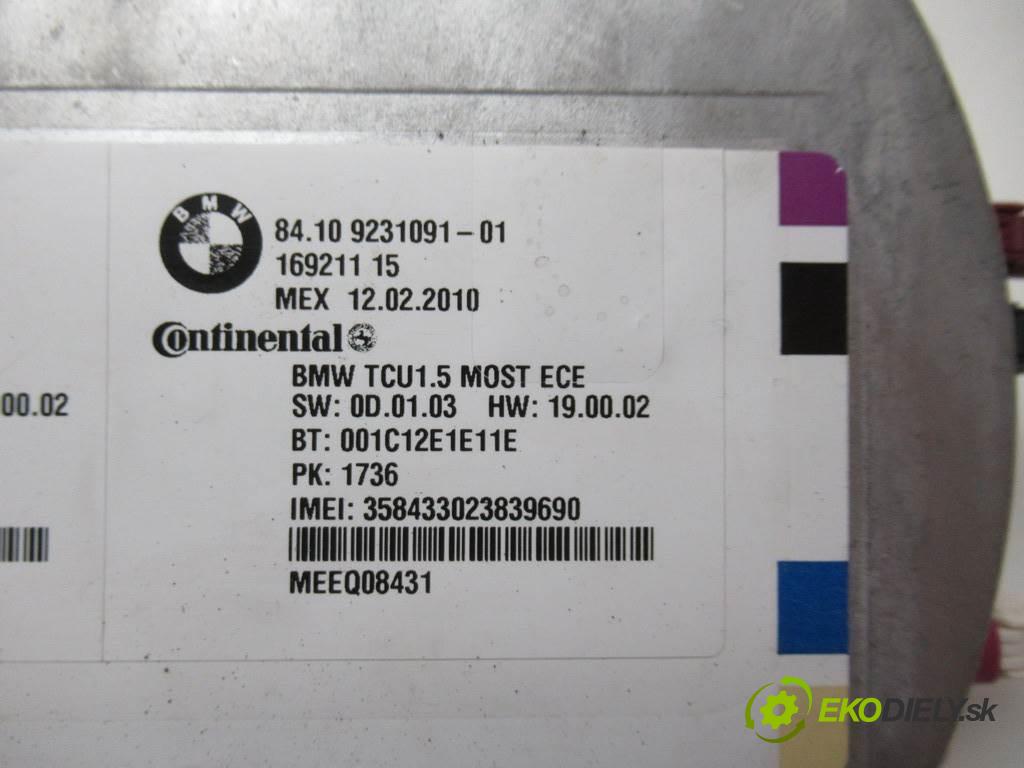 BMW
84.10 9231091-01
169211 15
MEX 12.02.2010
Continental
BMW TCU1.5 MOST ECE
00.02
SW: 0D.01.03 HW: 19.00.02
BT: 001C12E1E11E
PK: 1736
IMEI: 358433023839690
MEEQ08431
EKODIELY.sk